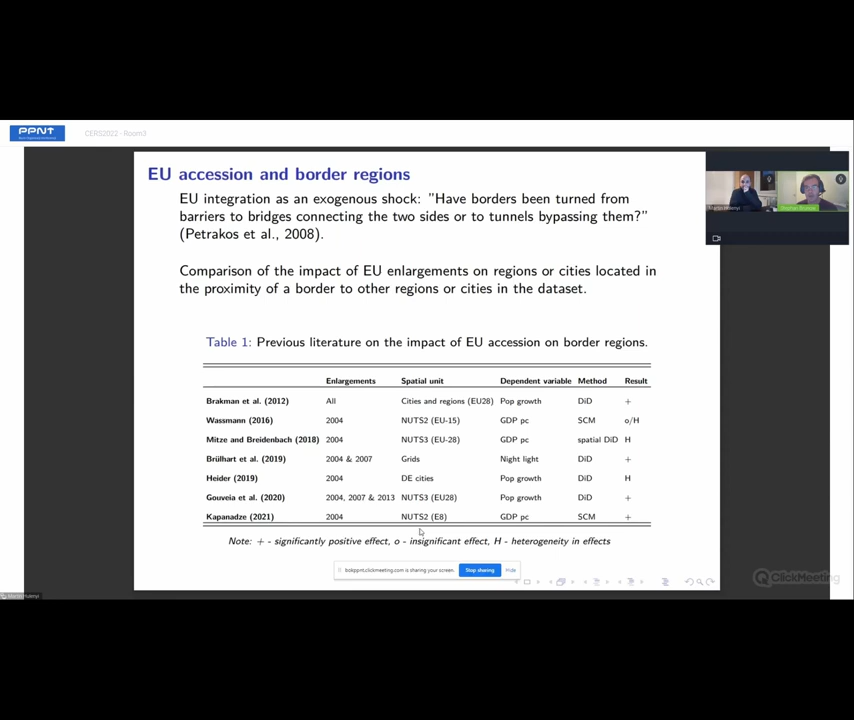 PPNT
CERS2022 - Room3
EU accession and border regions
EU integration as an exogenous shock: "Have borders been turned from
barriers to bridges connecting the two sides or to tunnels bypassing them?"
(Petrakos et al., 2008).
Comparison of the impact of EU enlargements on regions or cities located in
the proximity of a border to other regions or cities in the dataset.
Table 1: Previous literature on the impact of EU accession on border regions.
Enlargements Spatial unit Dependent variable Method Result
Brakman et al. (2012) All Cities and regions (EU28) Pop growth DiD +
Wassmann (2016) 2004 NUTS2 (EU-15) GDP pc SCM o/H
Mitze and Breidenbach (2018) 2004 NUTS3 (EU-28) GDP pc spatial DiD H
Brülhart et al. (2019) 2004 & 2007 Grids Night light DiD +
Heider (2019) 2004 DE cities Pop growth DiD H
Gouveia et al. (2020) 2004, 2007 & 2013 NUTS3 (EU28) Pop growth DiD +
Kapanadze (2021) 2004 NUTS2 (E8) GDP pc SCM +
Note: + - significantly positive effect, o - insignificant effect, H - heterogeneity in effects
bokppnt.clickmeeting.com is sharing your screen. Stop sharing Hide
ClickMeeting